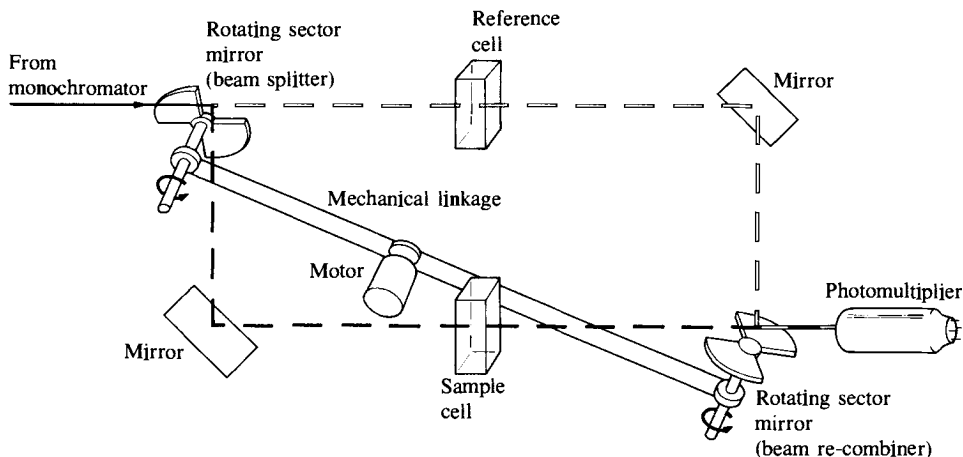 Reference
cell
Rotating sector
mirror
(beam splitter)
From
monochromator
Mirror
Mechanical linkage
Motor
Photomultiplier
Mirror
Sample
cell
Rotating sector
mirror
(beam re-combiner)